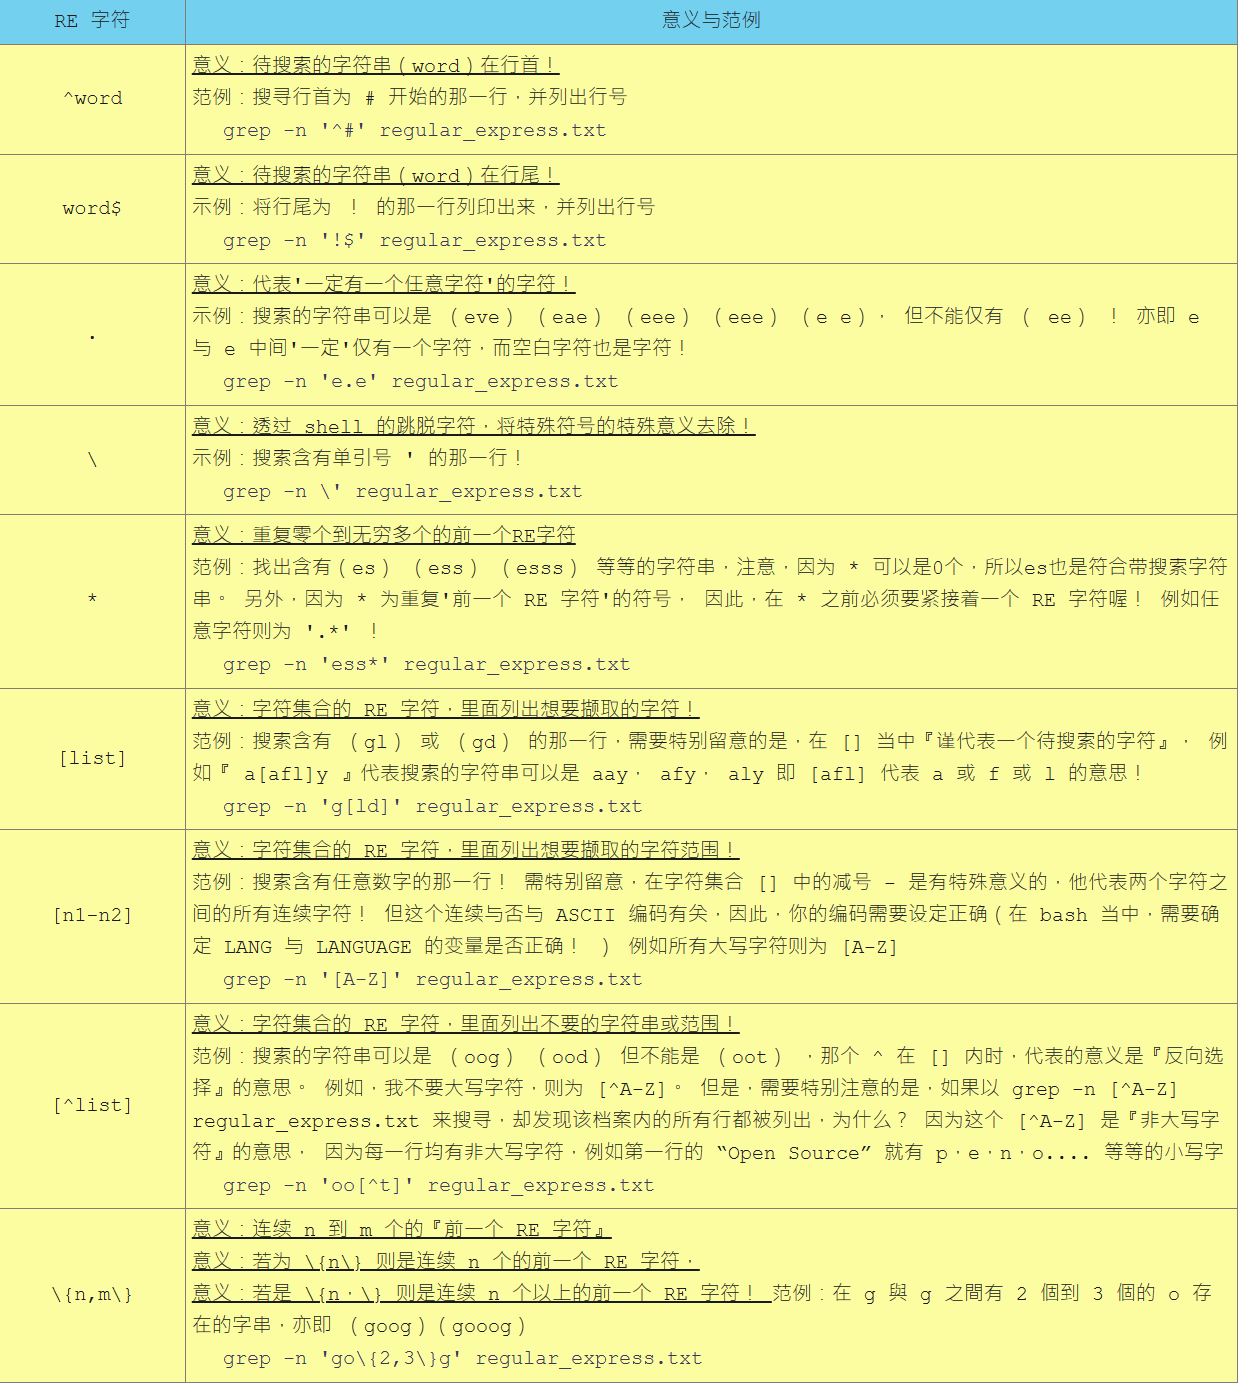 RE 字符
意义与范例
^word
意义：待搜索的字符串(word)在行首！
范例：搜寻行首为 # 开始的那一行，并列出行号
grep -n '^#' regular_express.txt
word$
意义：待搜索的字符串(word)在行尾！
示例：将行尾为 ！ 的那一行列印出来，并列出行号
grep -n '!$' regular_express.txt
.
意义：代表'一定有一个任意字符'的字符！
示例：搜索的字符串可以是 (eve) (eae) (eee) (eee) (e e)， 但不能仅有 ( ee) ！ 亦即 e
与 e 中间'一定'仅有一个字符，而空白字符也是字符！
grep -n 'e.e' regular_express.txt
\
意义：透过 shell 的跳脱字符，将特殊符号的特殊意义去除！
示例：搜索含有单引号 ' 的那一行！
grep -n \' regular_express.txt
*
意义：重复零个到无穷多个的前一个RE字符
范例：找出含有(es) (ess) (esss) 等等的字符串，注意，因为 * 可以是0个，所以es也是符合带搜索字符
串。 另外，因为 * 为重复'前一个 RE 字符'的符号， 因此，在 * 之前必须要紧接着一个 RE 字符喔！ 例如任
意字符则为 '.*' ！
grep -n 'ess*' regular_express.txt
[list]
意义：字符集合的 RE 字符，里面列出想要撷取的字符！
范例：搜索含有 (gl) 或 (gd) 的那一行，需要特别留意的是，在 [] 当中『谨代表一个待搜索的字符』， 例
如『 a[afl]y 』代表搜索的字符串可以是 aay， afy， aly 即 [afl] 代表 a 或 f 或 l 的意思！
grep -n 'g[ld]' regular_express.txt
[n1-n2]
意义：字符集合的 RE 字符，里面列出想要撷取的字符范围！
范例：搜索含有任意数字的那一行！ 需特别留意，在字符集合 [] 中的减号 - 是有特殊意义的，他代表两个字符之
间的所有连续字符！ 但这个连续与否与 ASCII 编码有关，因此，你的编码需要设定正确(在 bash 当中，需要确
定 LANG 与 LANGUAGE 的变量是否正确！ ) 例如所有大写字符则为 [A-Z]
grep -n '[A-Z]' regular_express.txt
[^list]
意义：字符集合的 RE 字符，里面列出不要的字符串或范围！
范例：搜索的字符串可以是 (oog) (ood) 但不能是 (oot) ，那个 ^ 在 [] 内时，代表的意义是『反向选
择』的意思。 例如，我不要大写字符，则为 [^A-Z]。 但是，需要特别注意的是，如果以 grep -n [^A-Z]
regular_express.txt 来搜寻，却发现该档案内的所有行都被列出，为什么？ 因为这个 [^A-Z] 是『非大写字
符』的意思， 因为每一行均有非大写字符，例如第一行的 “Open Source” 就有 p，e，n，o.... 等等的小写字
grep -n 'oo[^t]' regular_express.txt
\{n,m\}
意义：连续 n 到 m 个的『前一个 RE 字符』
意义：若为 \{n\} 则是连续 n 个的前一个 RE 字符，
意义：若是 \{n，\} 则是连续 n 个以上的前一个 RE 字符！ 范例：在 g 與 g 之間有 2 個到 3 個的 o 存
在的字串，亦即 (goog)(gooog)
grep -n 'go\{2,3\}g' regular_express.txt